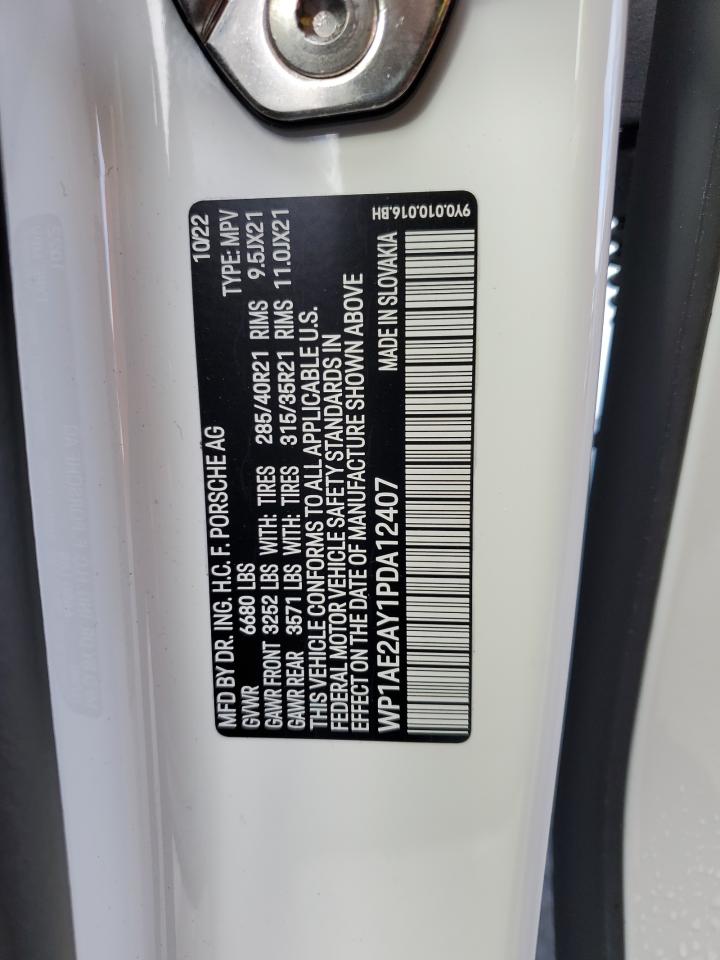 MFD BY DR. ING. H.C. F. PORSCHE AG 10/22
GVWR 6680 LBS TYPE: MPV
GAWR FRONT 3252 LBS WITH: TIRES 285/40R21 RIMS 9.5JX21
GAWR REAR 3571 LBS WITH: TIRES 315/35R21 RIMS 11.0JX21
THIS VEHICLE CONFORMS TO ALL APPLICABLE U.S.
FEDERAL MOTOR VEHICLE SAFETY STANDARDS IN
EFFECT ON THE DATE OF MANUFACTURE SHOWN ABOVE
WP1AE2AY1PDA12407 MADE IN SLOVAKIA
9Y0.010.016.BH